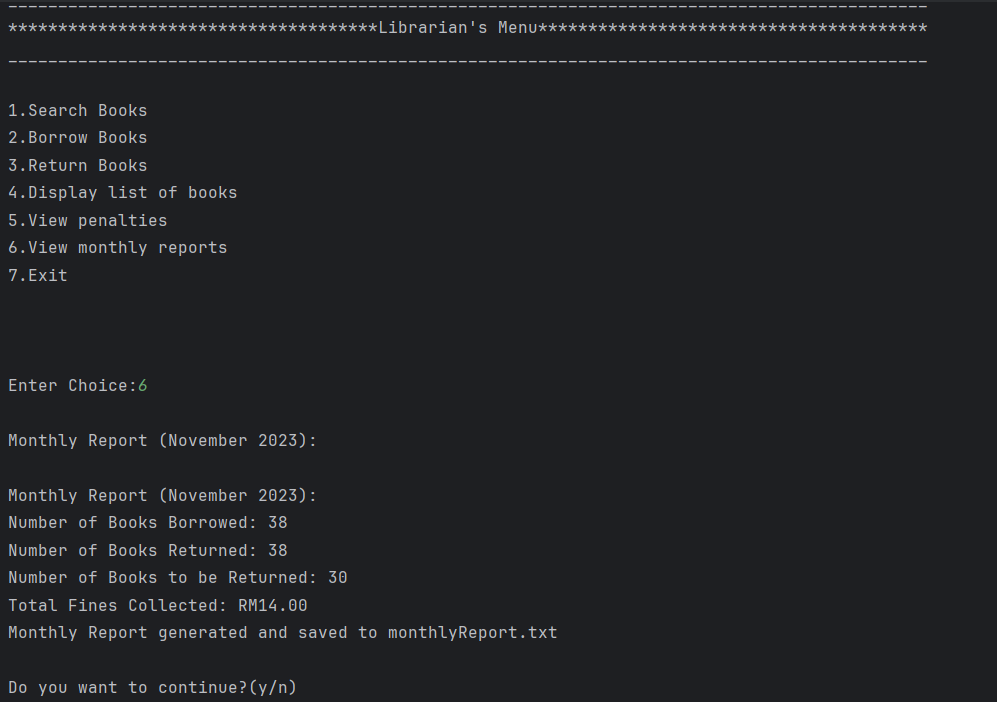 --------------------------------------------------------------------------------------------
*************************************Librarian's Menu***************************************
--------------------------------------------------------------------------------------------
1.Search Books
2.Borrow Books
3.Return Books
4.Display list of books
5.View penalties
6.View monthly reports
7.Exit
Enter Choice:6
Monthly Report (November 2023):
Monthly Report (November 2023):
Number of Books Borrowed: 38
Number of Books Returned: 38
Number of Books to be Returned: 30
Total Fines Collected: RM14.00
Monthly Report generated and saved to monthlyReport.txt
Do you want to continue?(y/n)